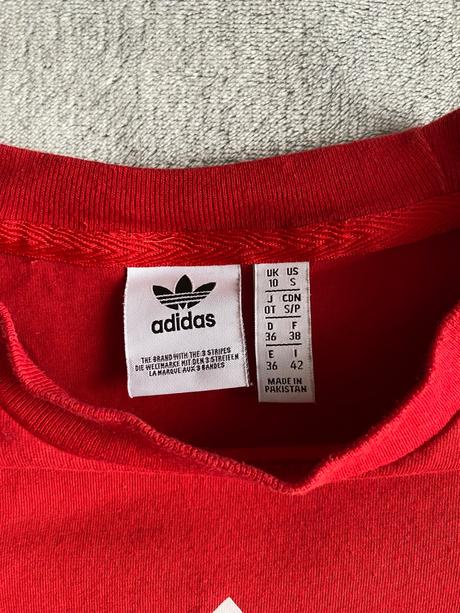 adidas
THE BRAND WITH THE 3 STRIPES
DIE WELTMARKE MIT DEN 3 STREIFEN
LA MARQUE AUX 3 BANDES
UK US
10 S
J CDN
OT S/P
D F
36 38
E I
36 42
MADE IN
PAKISTAN